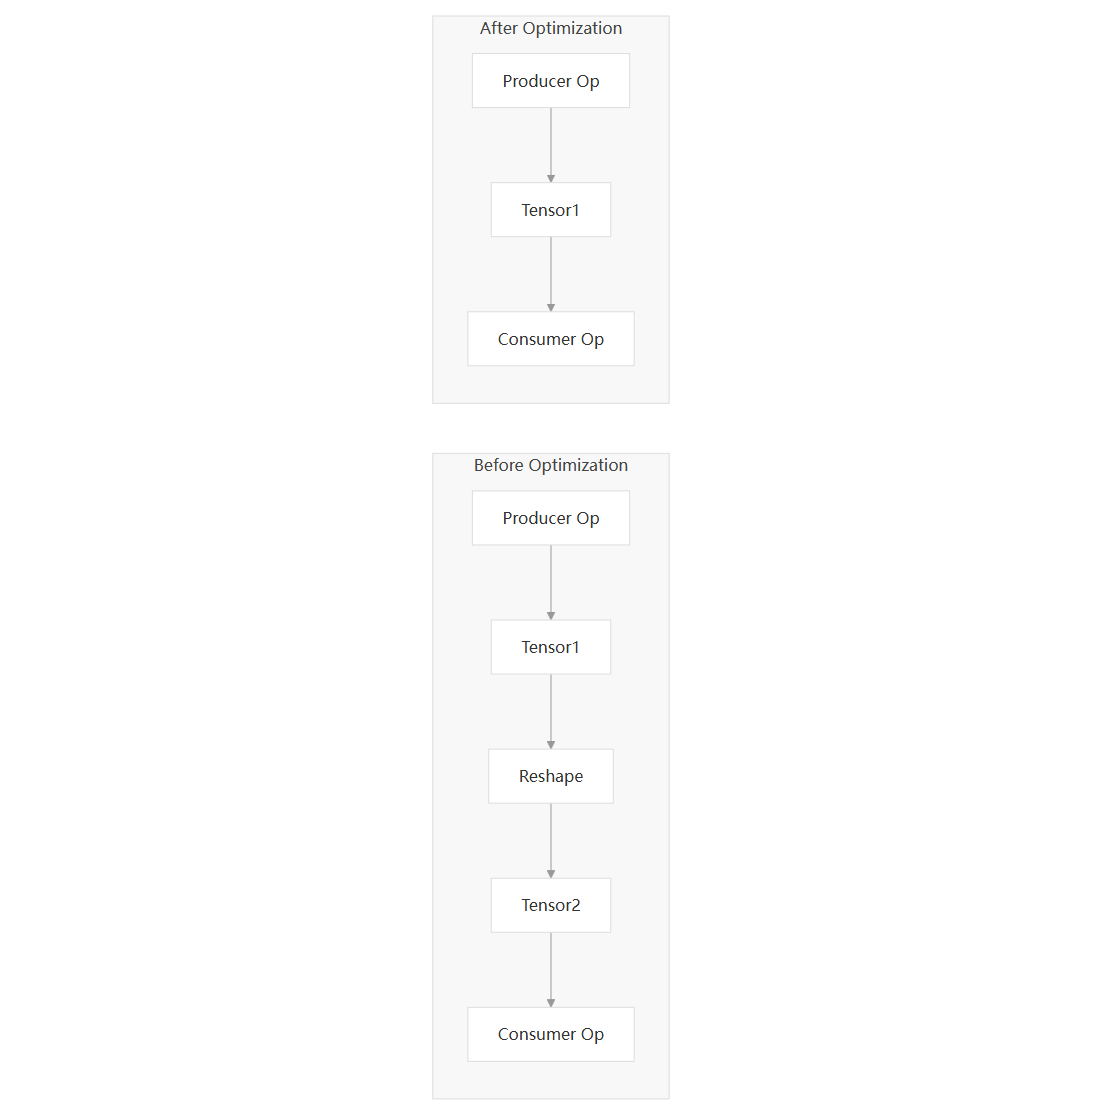 After Optimization
Producer Op
Tensor1
Consumer Op
Before Optimization
Producer Op
Tensor1
Reshape
Tensor2
Consumer Op